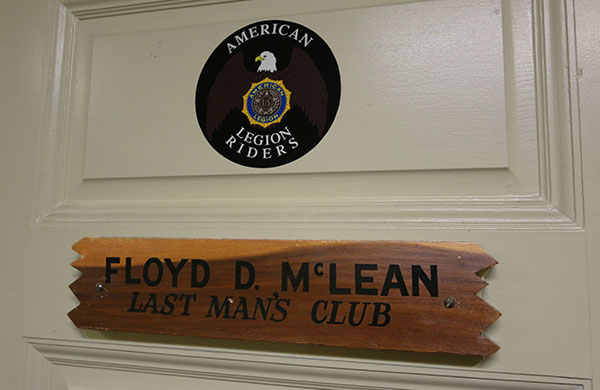 AMERICAN
AMERICAN
U.S.
LEGION
LEGION
RIDERS
FLOYD D. McLEAN
LAST MAN'S CLUB